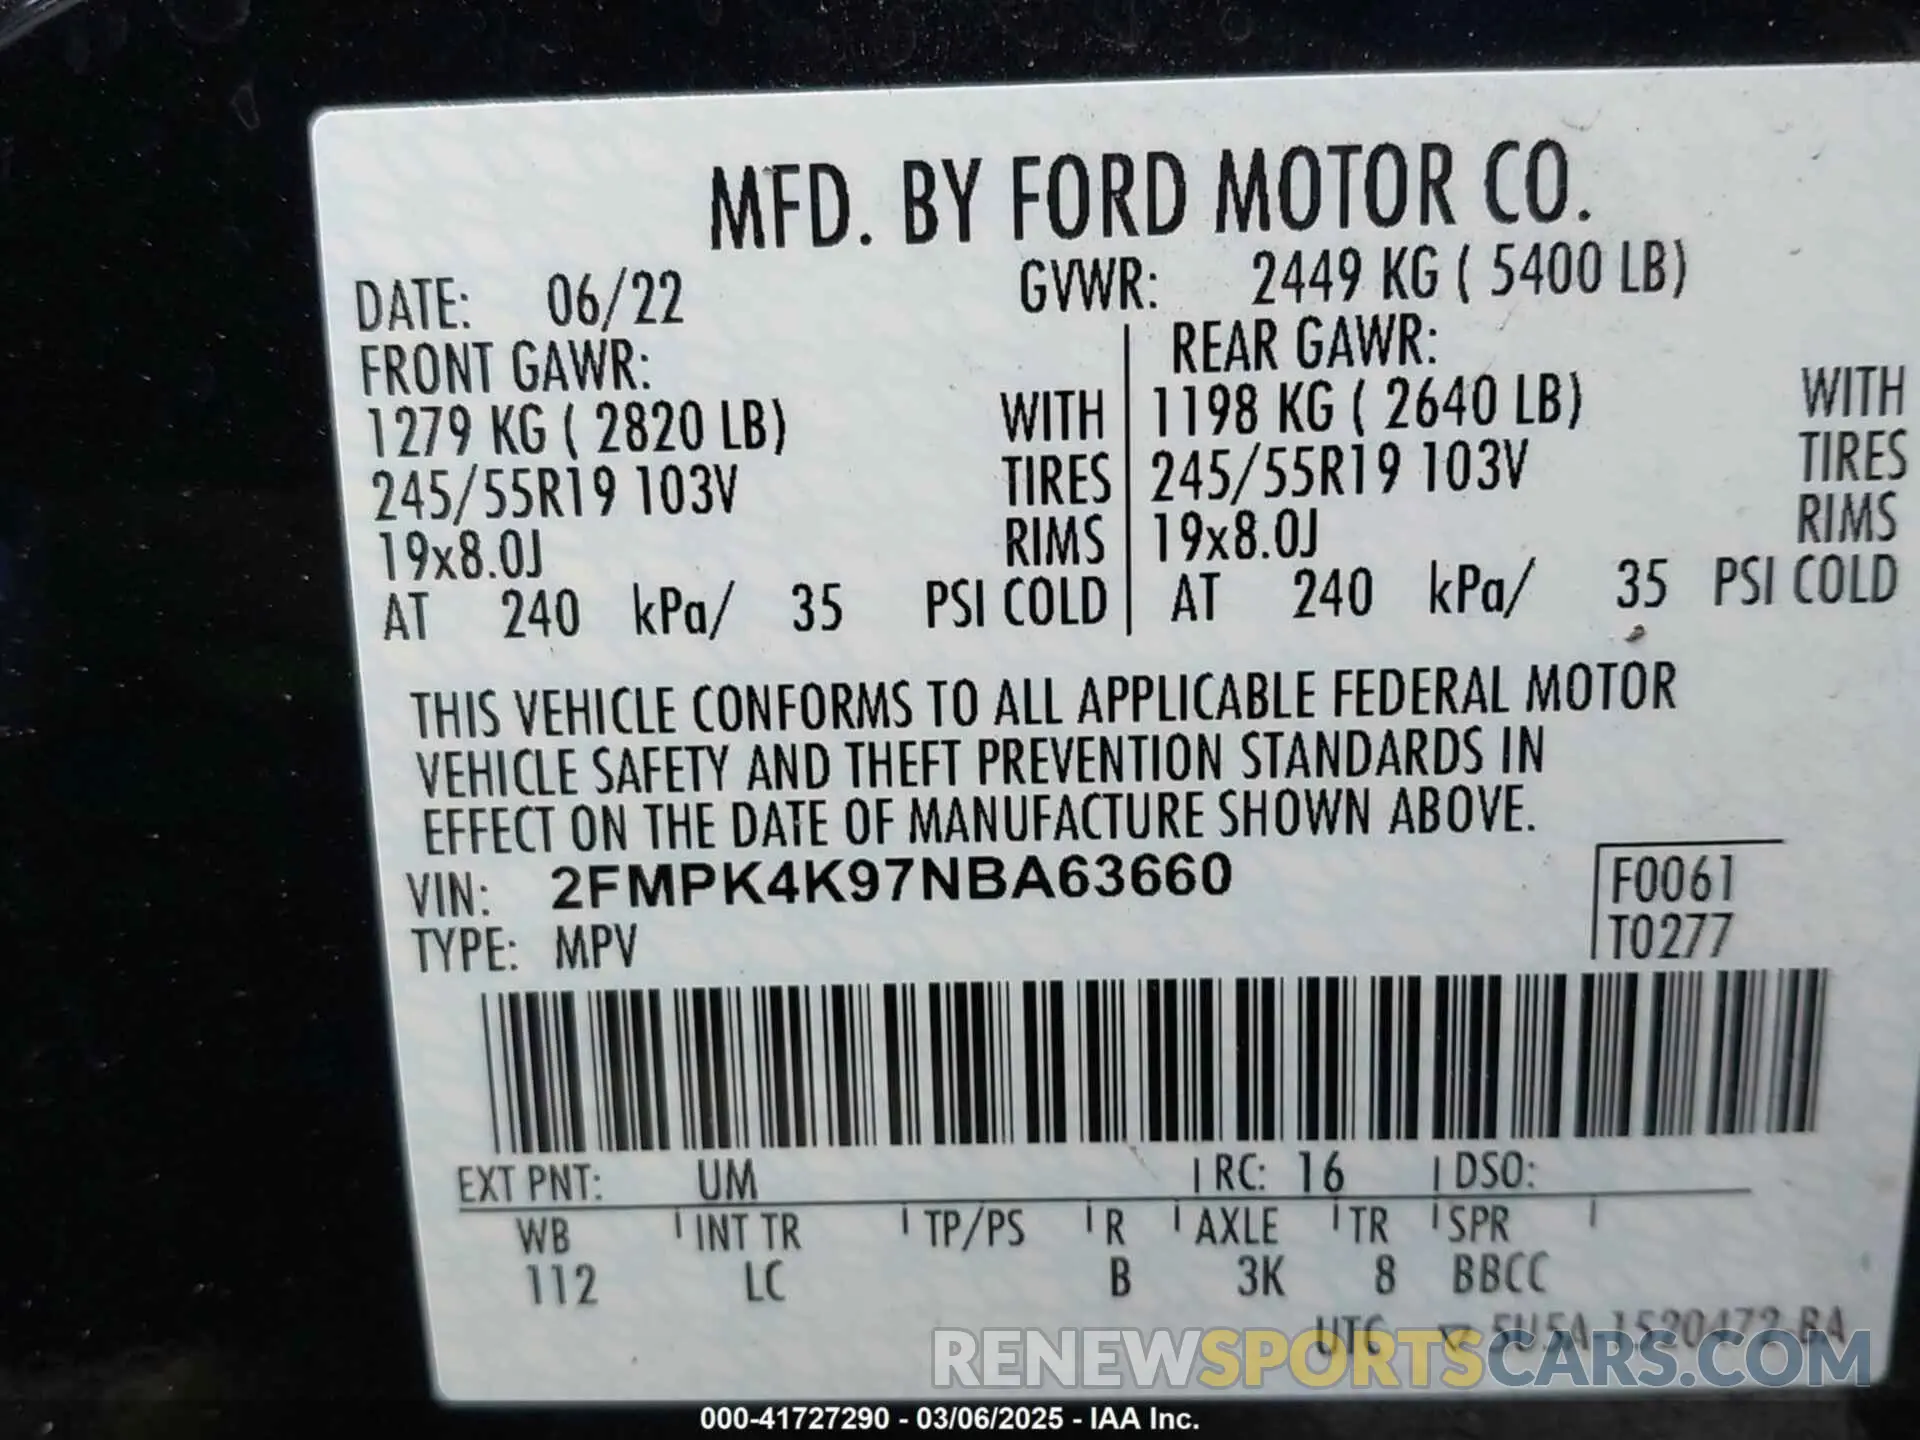 MFD. BY FORD MOTOR CO.
DATE: 06/22 GVWR: 2449 KG ( 5400 LB)
FRONT GAWR: REAR GAWR:
1279 KG ( 2820 LB) WITH 1198 KG ( 2640 LB) WITH
245/55R19 103V TIRES 245/55R19 103V TIRES
19x8.0J RIMS 19x8.0J RIMS
AT 240 kPa/ 35 PSI COLD AT 240 kPa/ 35 PSI COLD
THIS VEHICLE CONFORMS TO ALL APPLICABLE FEDERAL MOTOR
VEHICLE SAFETY AND THEFT PREVENTION STANDARDS IN
EFFECT ON THE DATE OF MANUFACTURE SHOWN ABOVE.
VIN: 2FMPK4K97NBA63660 F0061
TYPE: MPV T0277
EXT PNT: UM RC: 16 DSO:
WB INT TR TP/PS R AXLE TR SPR
112 LC B 3K 8 BBCC
UTC 5U5A-1520472-BA
RENEWSPORTSCARS.COM
000-41727290 - 03/06/2025 - IAA Inc.